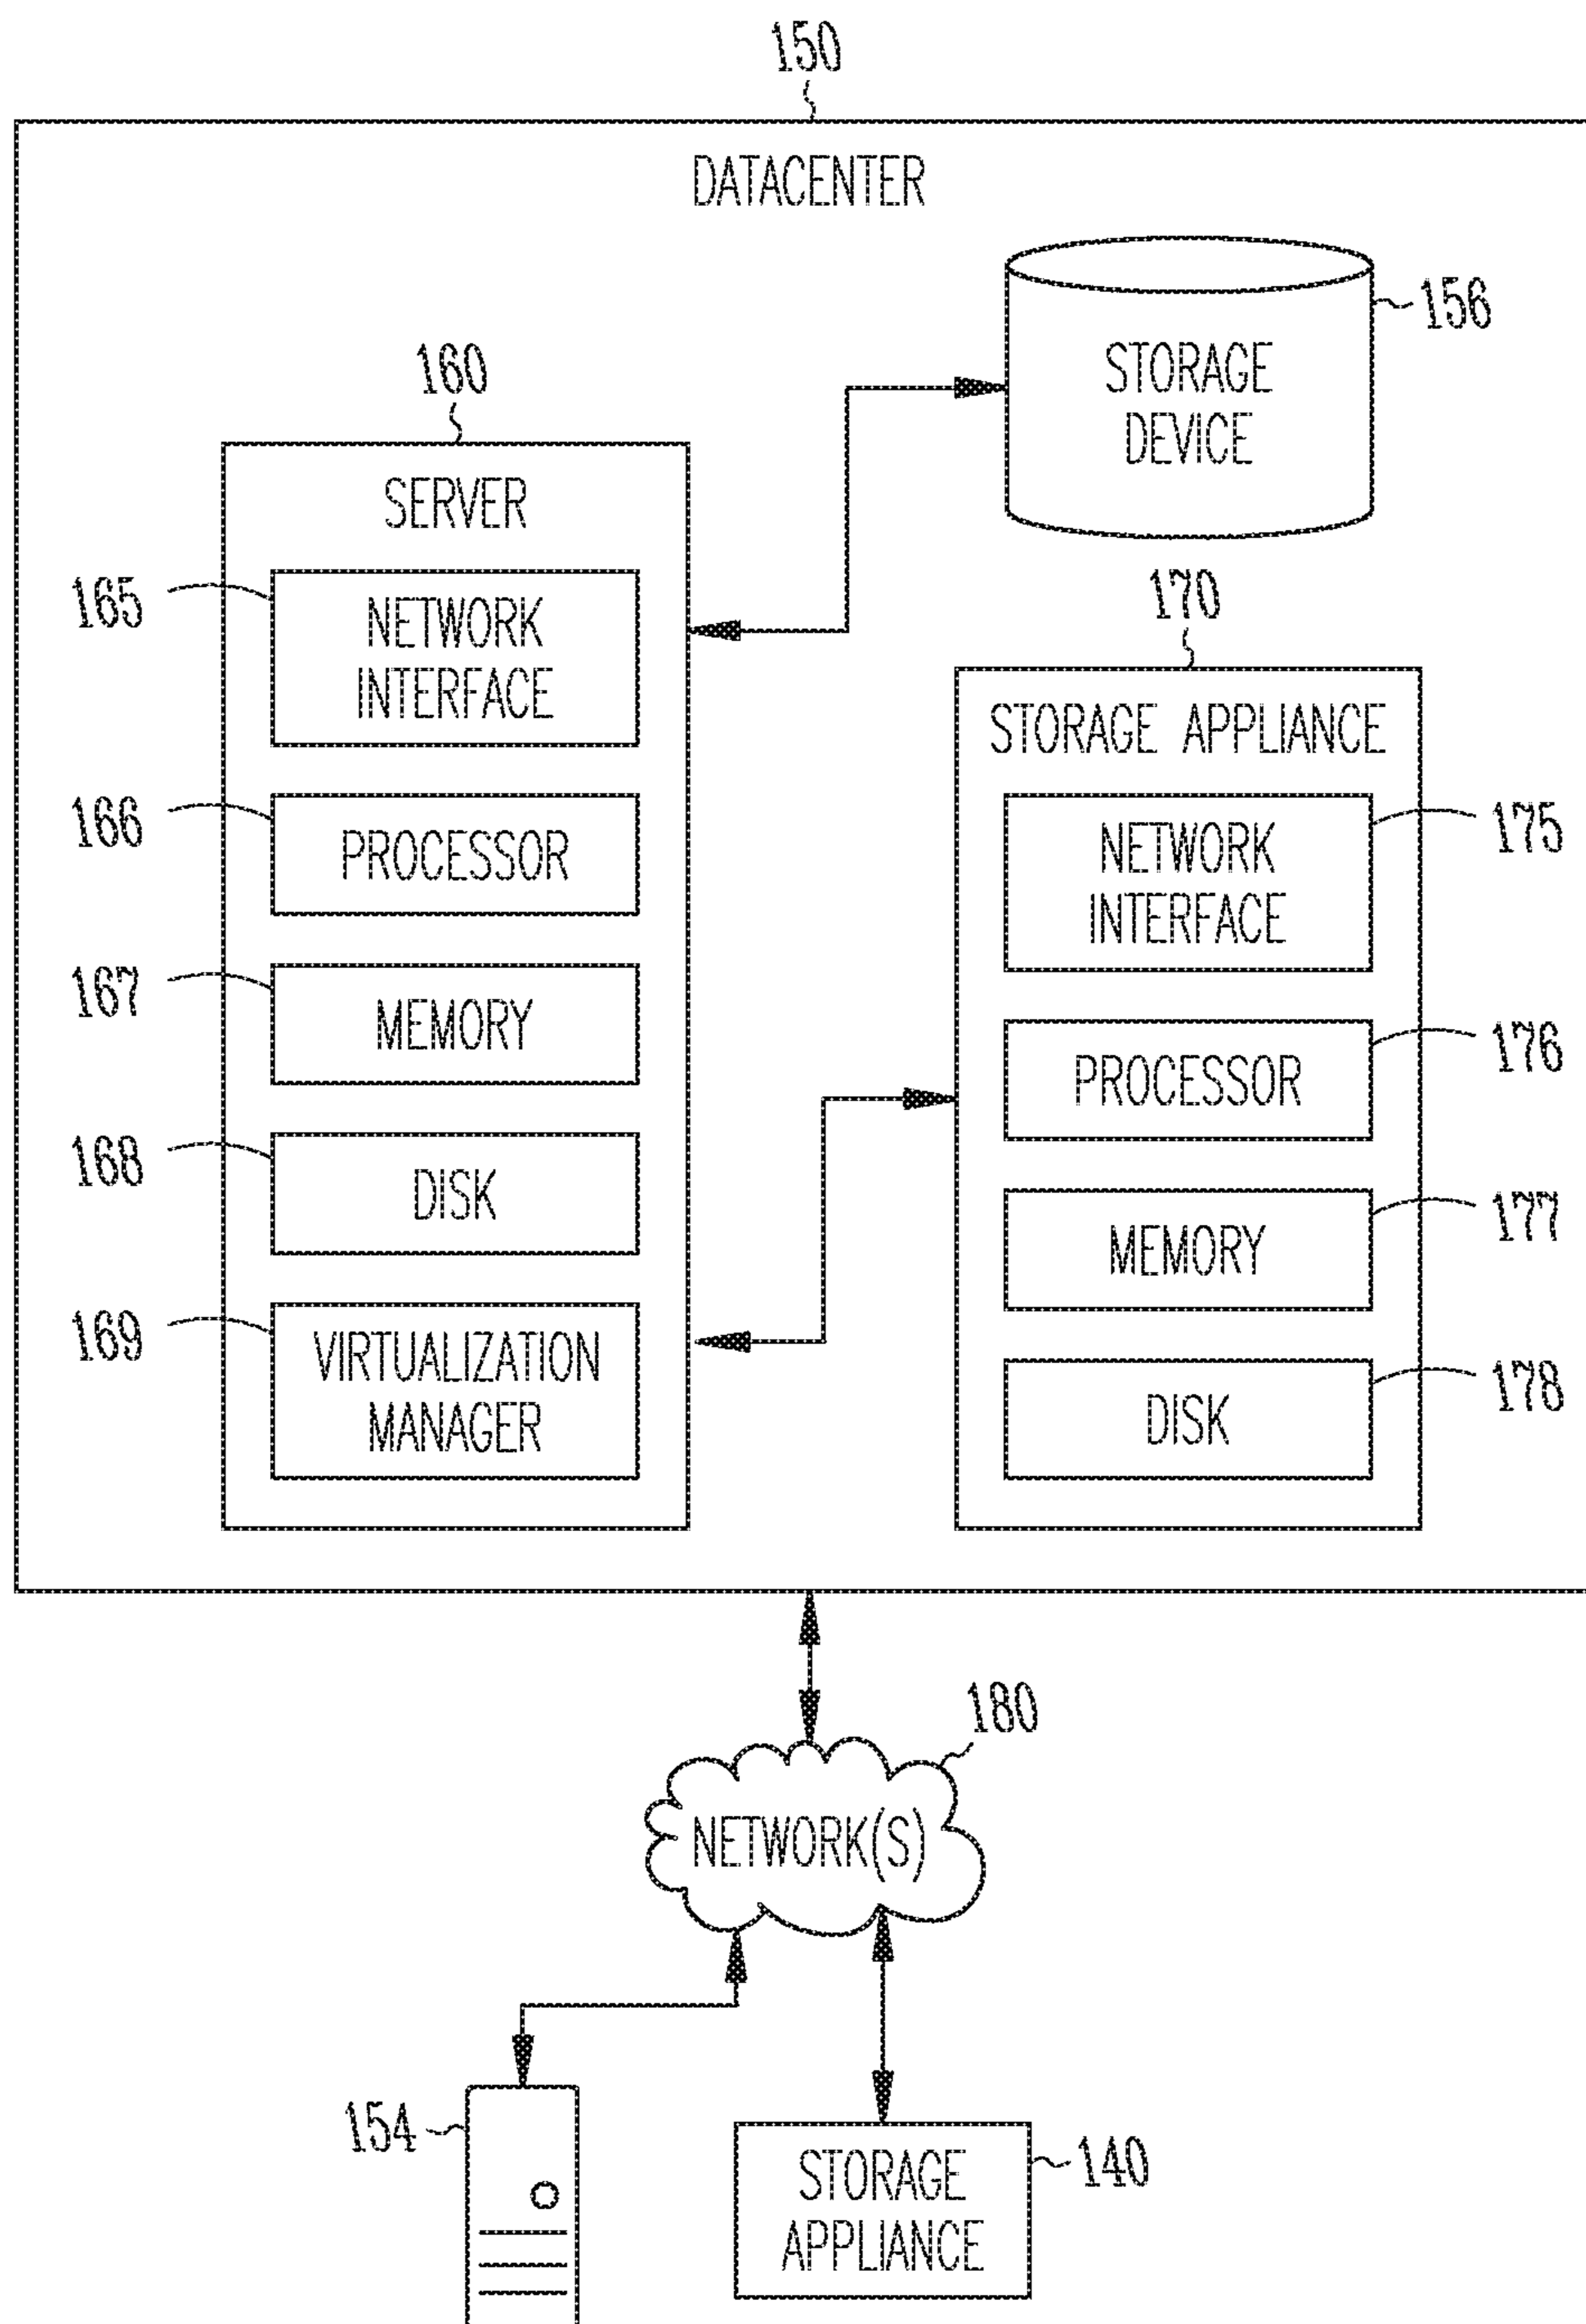 150
DATACENTER
156
STORAGE
DEVICE
160
SERVER
165
NETWORK
INTERFACE
166
PROCESSOR
167
MEMORY
168
DISK
169
VIRTUALIZATION
MANAGER
170
STORAGE APPLIANCE
NETWORK
INTERFACE
175
PROCESSOR
176
MEMORY
177
DISK
178
180
NETWORK(S)
154
STORAGE
APPLIANCE
140